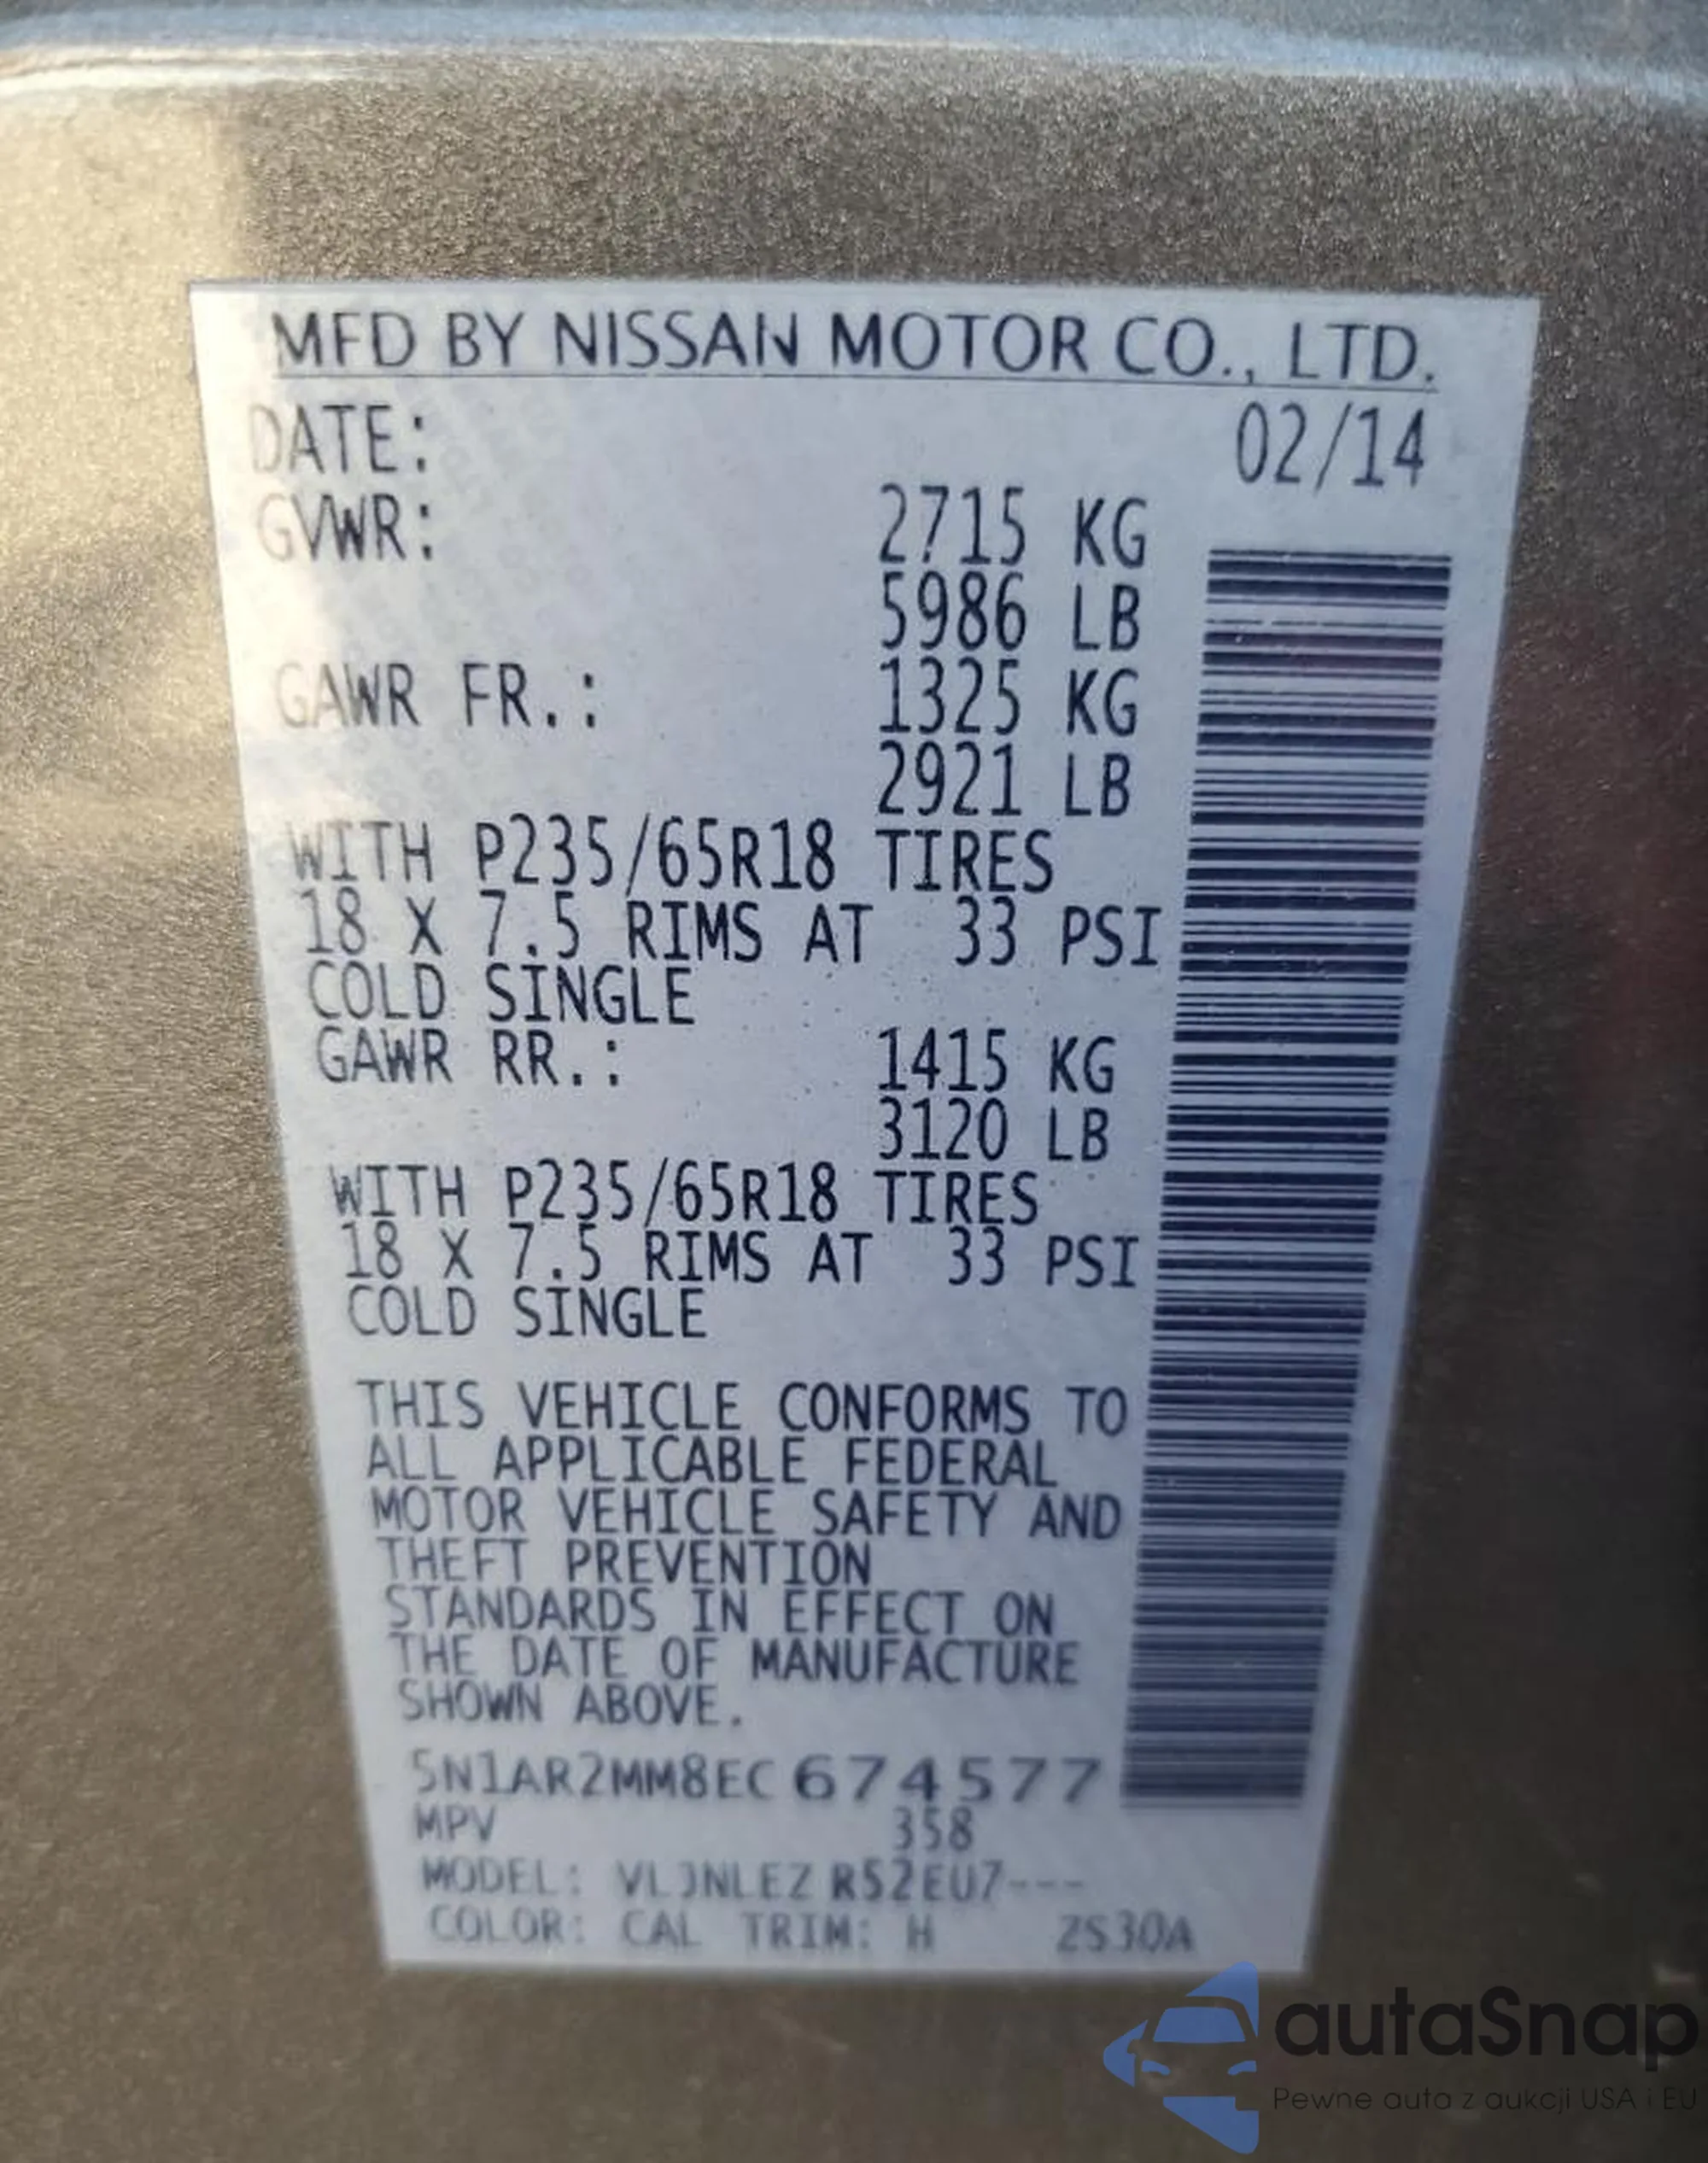 MFD BY NISSAN MOTOR CO., LTD.
DATE: 02/14
GVWR: 2715 KG
5986 LB
GAWR FR.: 1325 KG
2921 LB
WITH P235/65R18 TIRES
18 X 7.5 RIMS AT 33 PSI
COLD SINGLE
GAWR RR.: 1415 KG
3120 LB
WITH P235/65R18 TIRES
18 X 7.5 RIMS AT 33 PSI
COLD SINGLE
THIS VEHICLE CONFORMS TO
ALL APPLICABLE FEDERAL
MOTOR VEHICLE SAFETY AND
THEFT PREVENTION
STANDARDS IN EFFECT ON
THE DATE OF MANUFACTURE
SHOWN ABOVE.
5N1AR2MM8EC674577
MPV 358
MODEL: R52EU7---
COLOR: CAL TRIM: H 2S30A
autaSnap
Pewne auta z aukcji USA i EU